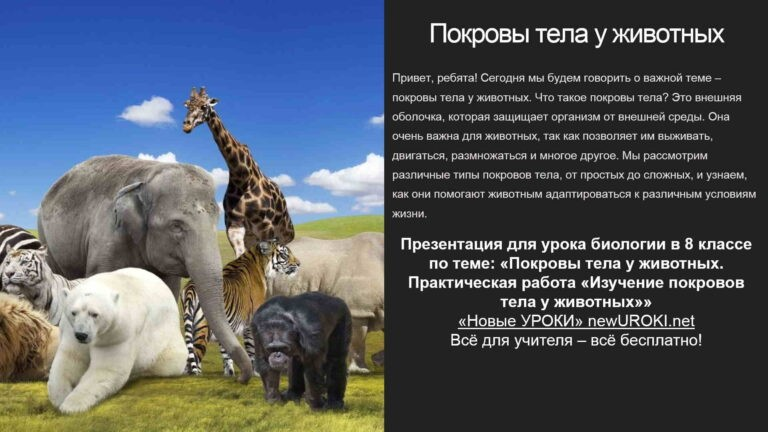 Покровы тела у животных
Привет, ребята! Сегодня мы будем говорить о важной теме –
покровы тела у животных. Что такое покровы тела? Это внешняя
оболочка, которая защищает организм от внешней среды. Она
очень важна для животных, так как позволяет им выживать,
двигаться, размножаться и многое другое. Мы рассмотрим
различные типы покровов тела, от простых до сложных, и узнаем,
как они помогают животным адаптироваться к различным условиям
жизни.
Презентация для урока биологии в 8 классе
по теме: «Покровы тела у животных.
Практическая работа «Изучение покровов
тела у животных»»
«Новые УРОКИ» newUROKI.net
Всё для учителя – всё бесплатно!